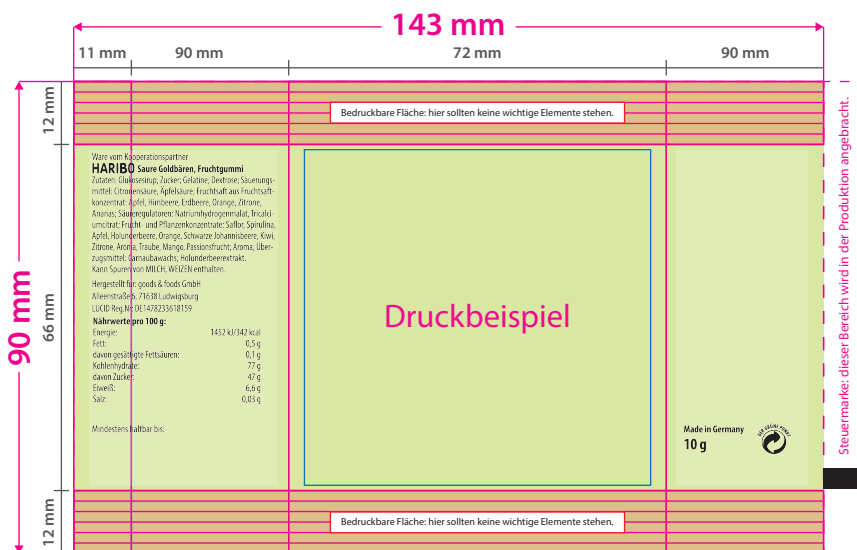 143 mm
11 mm
90 mm
72 mm
90 mm
12 mm
66 mm
12 mm
90 mm
Bedruckbare Fläche: hier sollten keine wichtige Elemente stehen.
Ware vom Kooperationspartner
HARIBO Saure Goldbären, Fruchtgummi
Zutaten: Glukosesirup; Zucker; Gelatine; Dextrose; Säuerungs-
mittel: Citronensäure, Äpfelsäure; Fruchtsaft aus Fruchtsaft-
konzentrat: Apfel, Himbeere, Erdbeere, Orange, Zitrone,
Ananas; Säureregulatoren: Natriumhydrogenmalat, Tricalci-
umcitrat; Frucht- und Pflanzenkonzentrate: Saflor, Spirulina,
Apfel, Holunderbeere, Orange, Schwarze Johannisbeere, Kiwi,
Zitrone, Aronia, Traube, Mango, Passionsfrucht; Aroma; Über-
zugsmittel: Carnaubawachs; Holunderbeerextrakt.
Kann Spuren von MILCH, WEIZEN enthalten.
Hergestellt für: goods & foods GmbH
Alleenstraße 6, 71638 Ludwigsburg
LUCID Reg.Nr: DE1478233618159
Nährwerte pro 100 g:
Energie: 1452 kJ/342 kcal
Fett: 0,5 g
davon gesättigte Fettsäuren: 0,1 g
Kohlenhydrate: 77 g
davon Zucker: 47 g
Eiweiß: 6,6 g
Salz: 0,03 g
Mindestens haltbar bis:
Druckbeispiel
Made in Germany
10 g
DER GRÜNE PUNKT
Steuermarke: dieser Bereich wird in der Produktion angebracht.
Bedruckbare Fläche: hier sollten keine wichtige Elemente stehen.